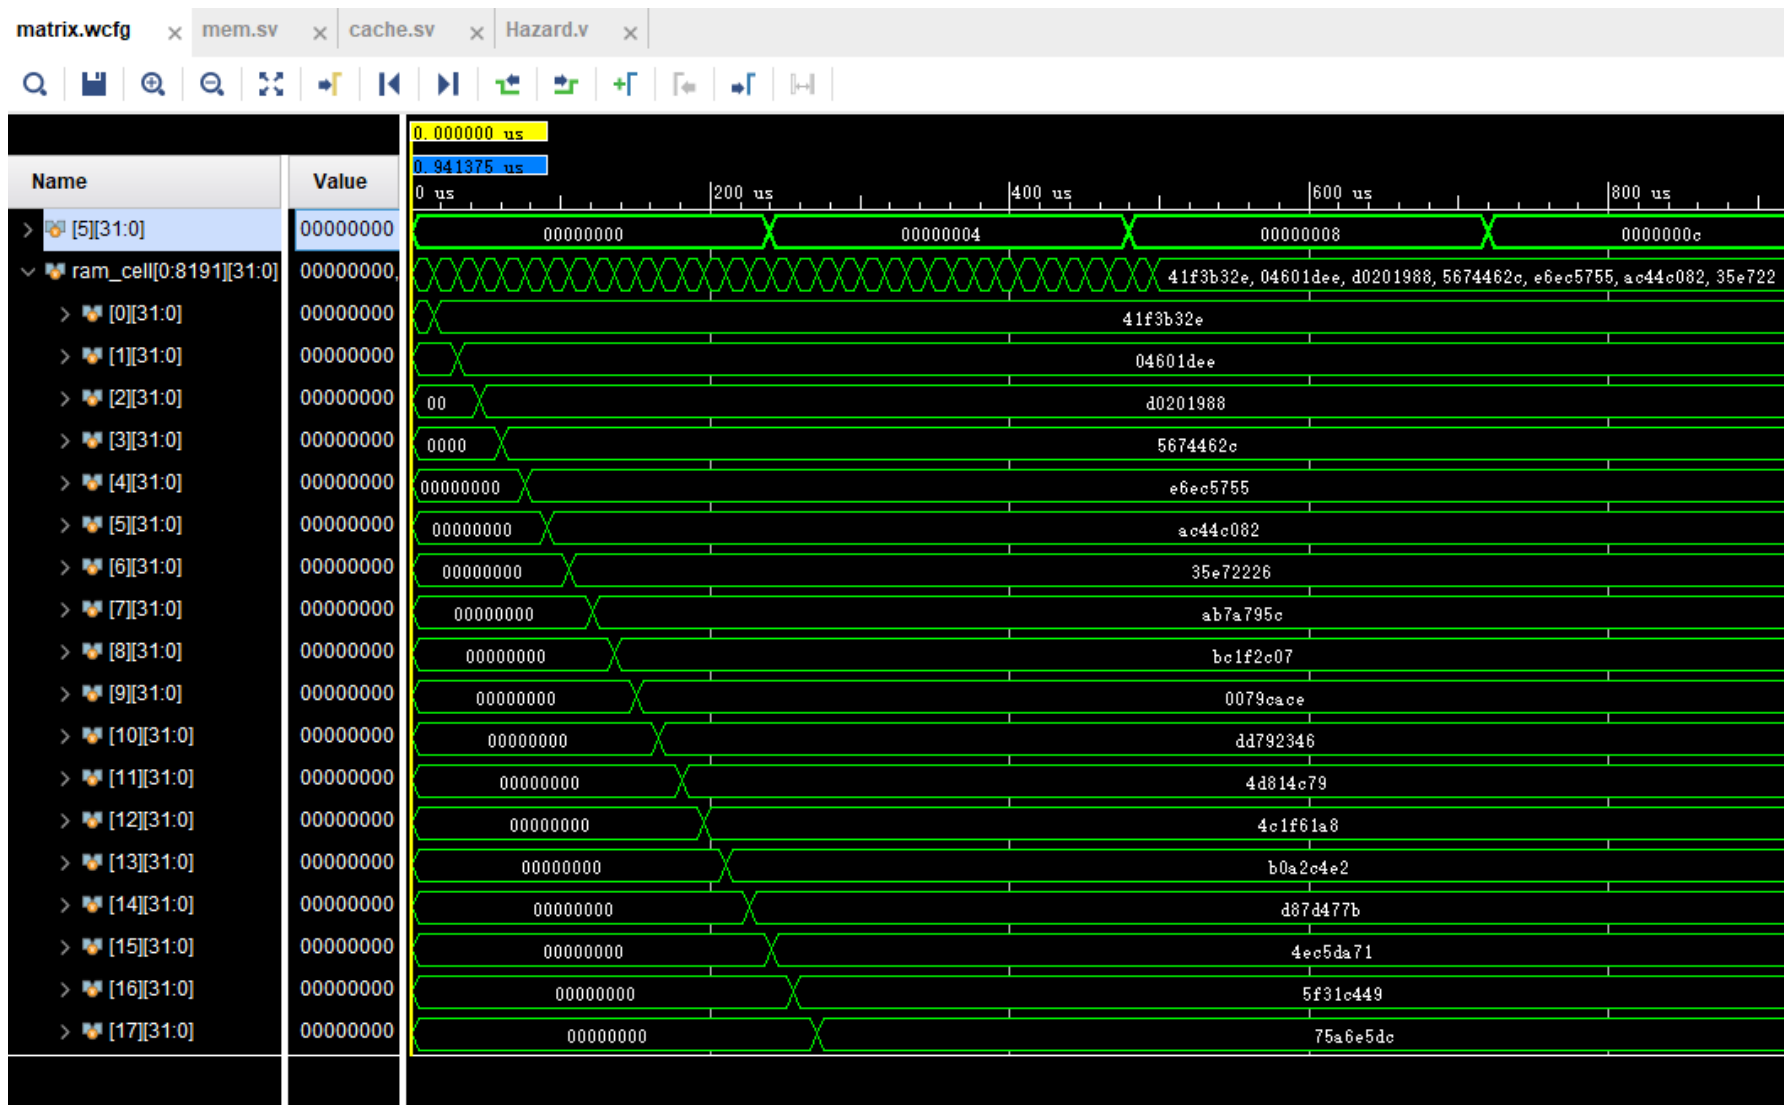 matrix.wcfg × mem.sv × cache.sv × Hazard.v ×
0.000000 us
0.941375 us
Name Value 0 us 200 us 400 us 600 us 800 us
[5][31:0] 00000000 00000000 00000004 00000008 0000000c
ram_cell[0:8191][31:0] 00000000, 41f3b32e, 04601dee, d0201988, 5674462c, e6ec5755, ac44c082, 35e722
[0][31:0] 00000000 41f3b32e
[1][31:0] 00000000 04601dee
[2][31:0] 00000000 00 d0201988
[3][31:0] 00000000 0000 5674462c
[4][31:0] 00000000 00000000 e6ec5755
[5][31:0] 00000000 00000000 ac44c082
[6][31:0] 00000000 00000000 35e72226
[7][31:0] 00000000 00000000 ab7a795c
[8][31:0] 00000000 00000000 bc1f2c07
[9][31:0] 00000000 00000000 0079cace
[10][31:0] 00000000 00000000 dd792346
[11][31:0] 00000000 00000000 4d814c79
[12][31:0] 00000000 00000000 4c1f61a8
[13][31:0] 00000000 00000000 b0a2c4e2
[14][31:0] 00000000 00000000 d87d477b
[15][31:0] 00000000 00000000 4ec5da71
[16][31:0] 00000000 00000000 5f31c449
[17][31:0] 00000000 00000000 75a6e5dc